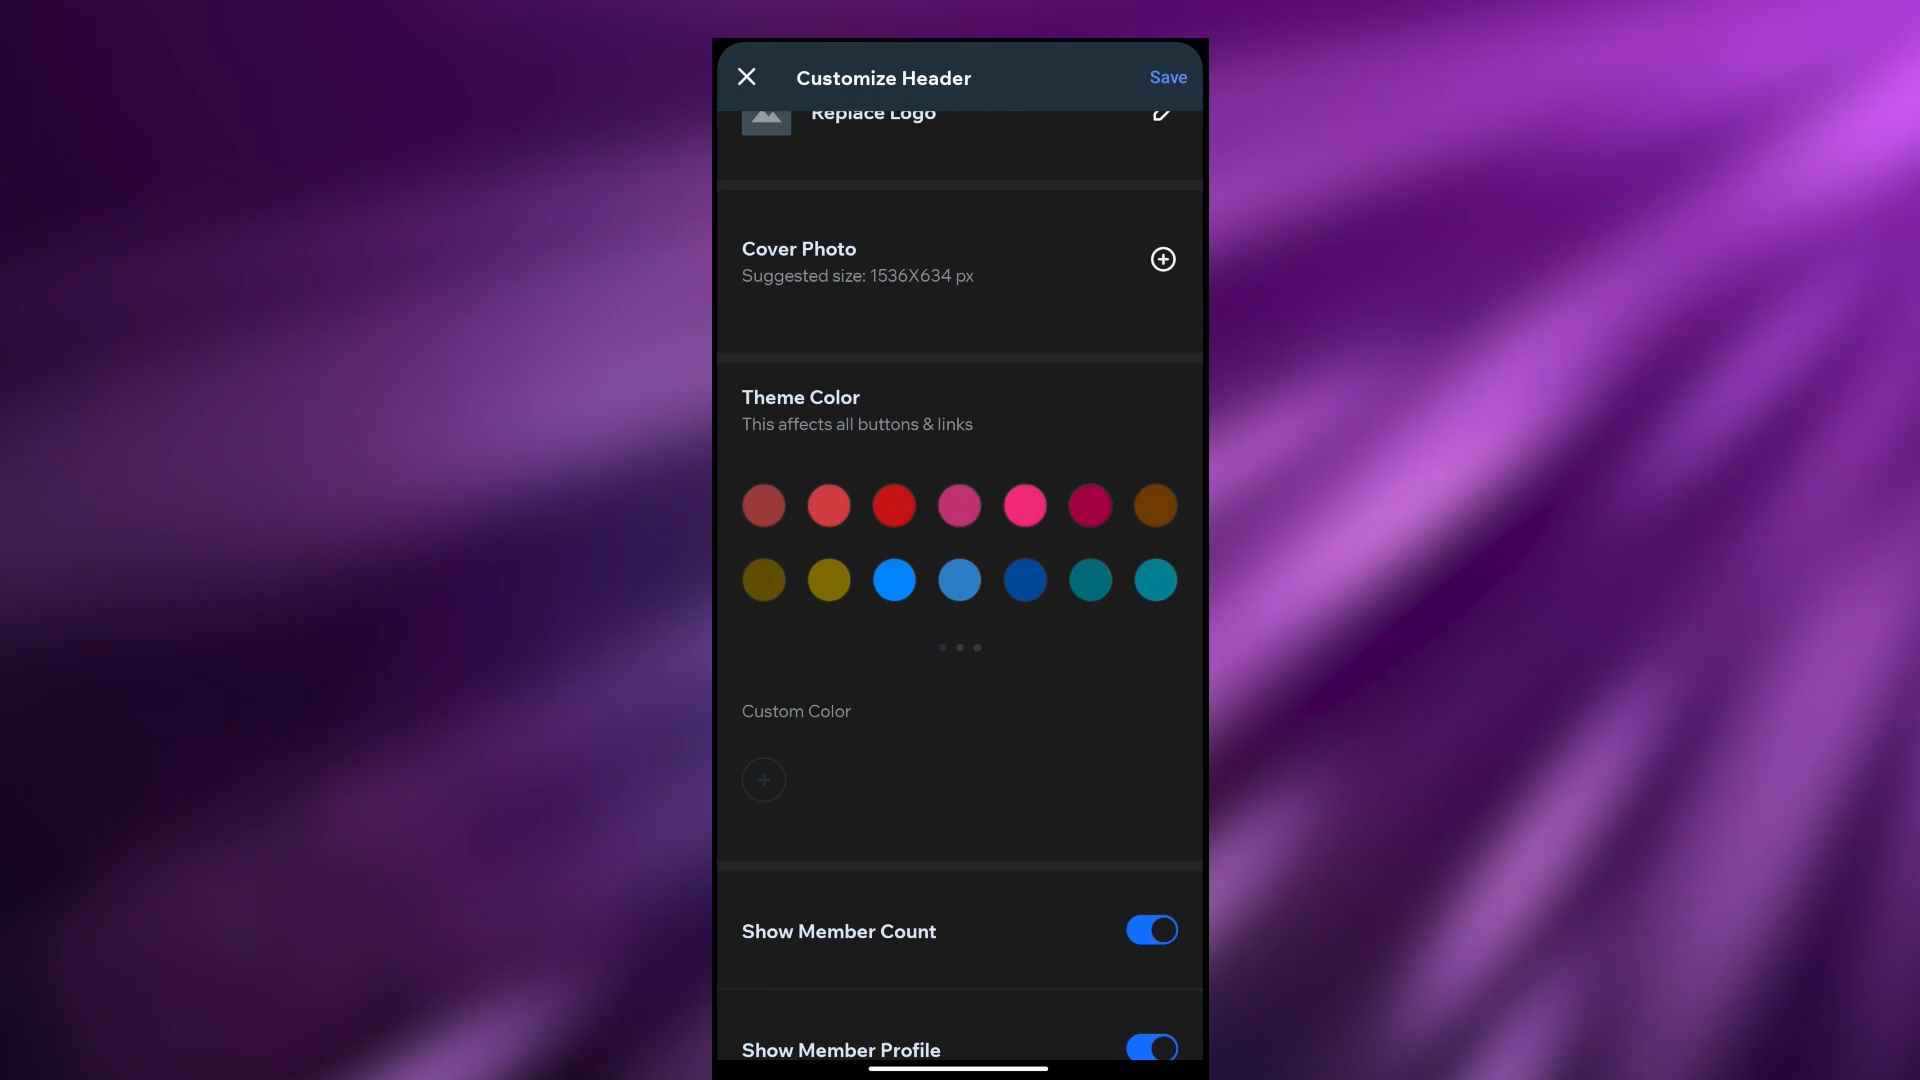 Customize Header
Save
Replace Logo
Cover Photo
Suggested size: 1536X634 px
Theme Color
This affects all buttons & links
Custom Color
Show Member Count
Show Member Profile